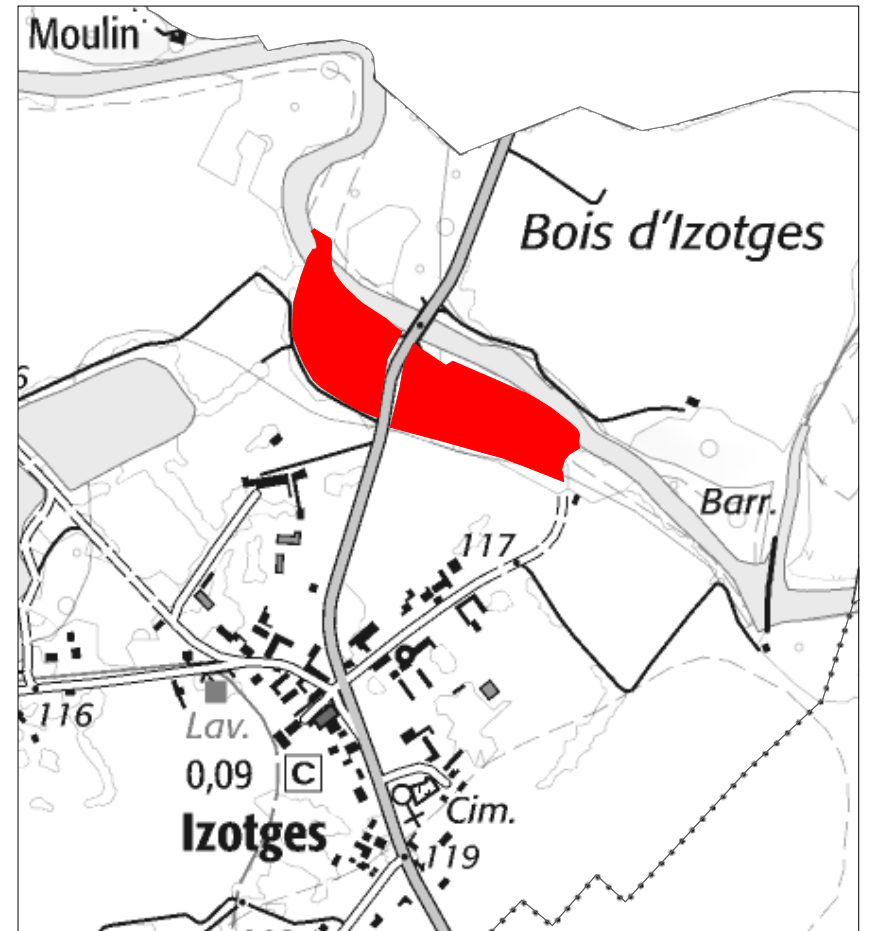 Moulin
Bois d'Izotges
Barr.
117
116
Lav.
0,09 C
Izotges
Cim.
119